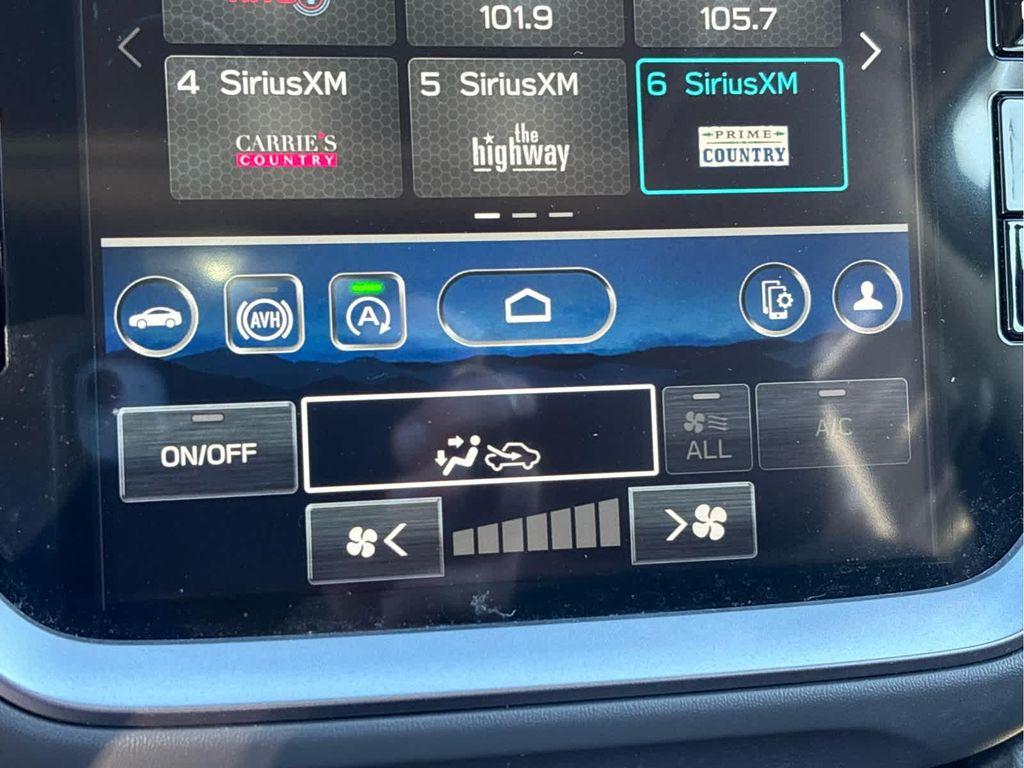 101.9
105.7
4 SiriusXM
5 SiriusXM
6 SiriusXM
CARRIE'S
COUNTRY
the
highway
PRIME
COUNTRY
AVH
A
ON/OFF
ALL
A/C